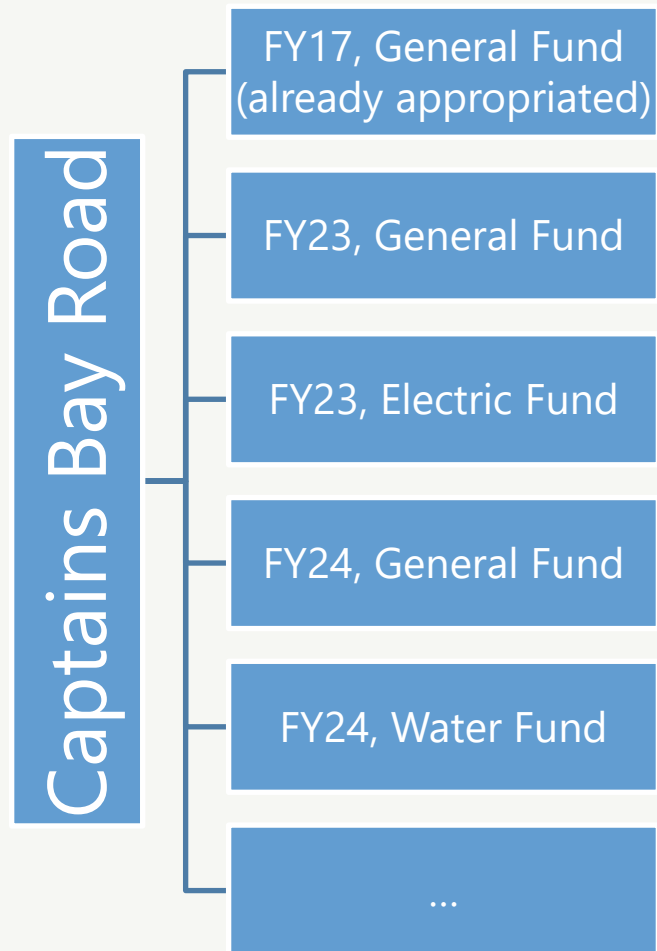 Captains Bay Road
FY17, General Fund
(already appropriated)
FY23, General Fund
FY23, Electric Fund
FY24, General Fund
FY24, Water Fund
...